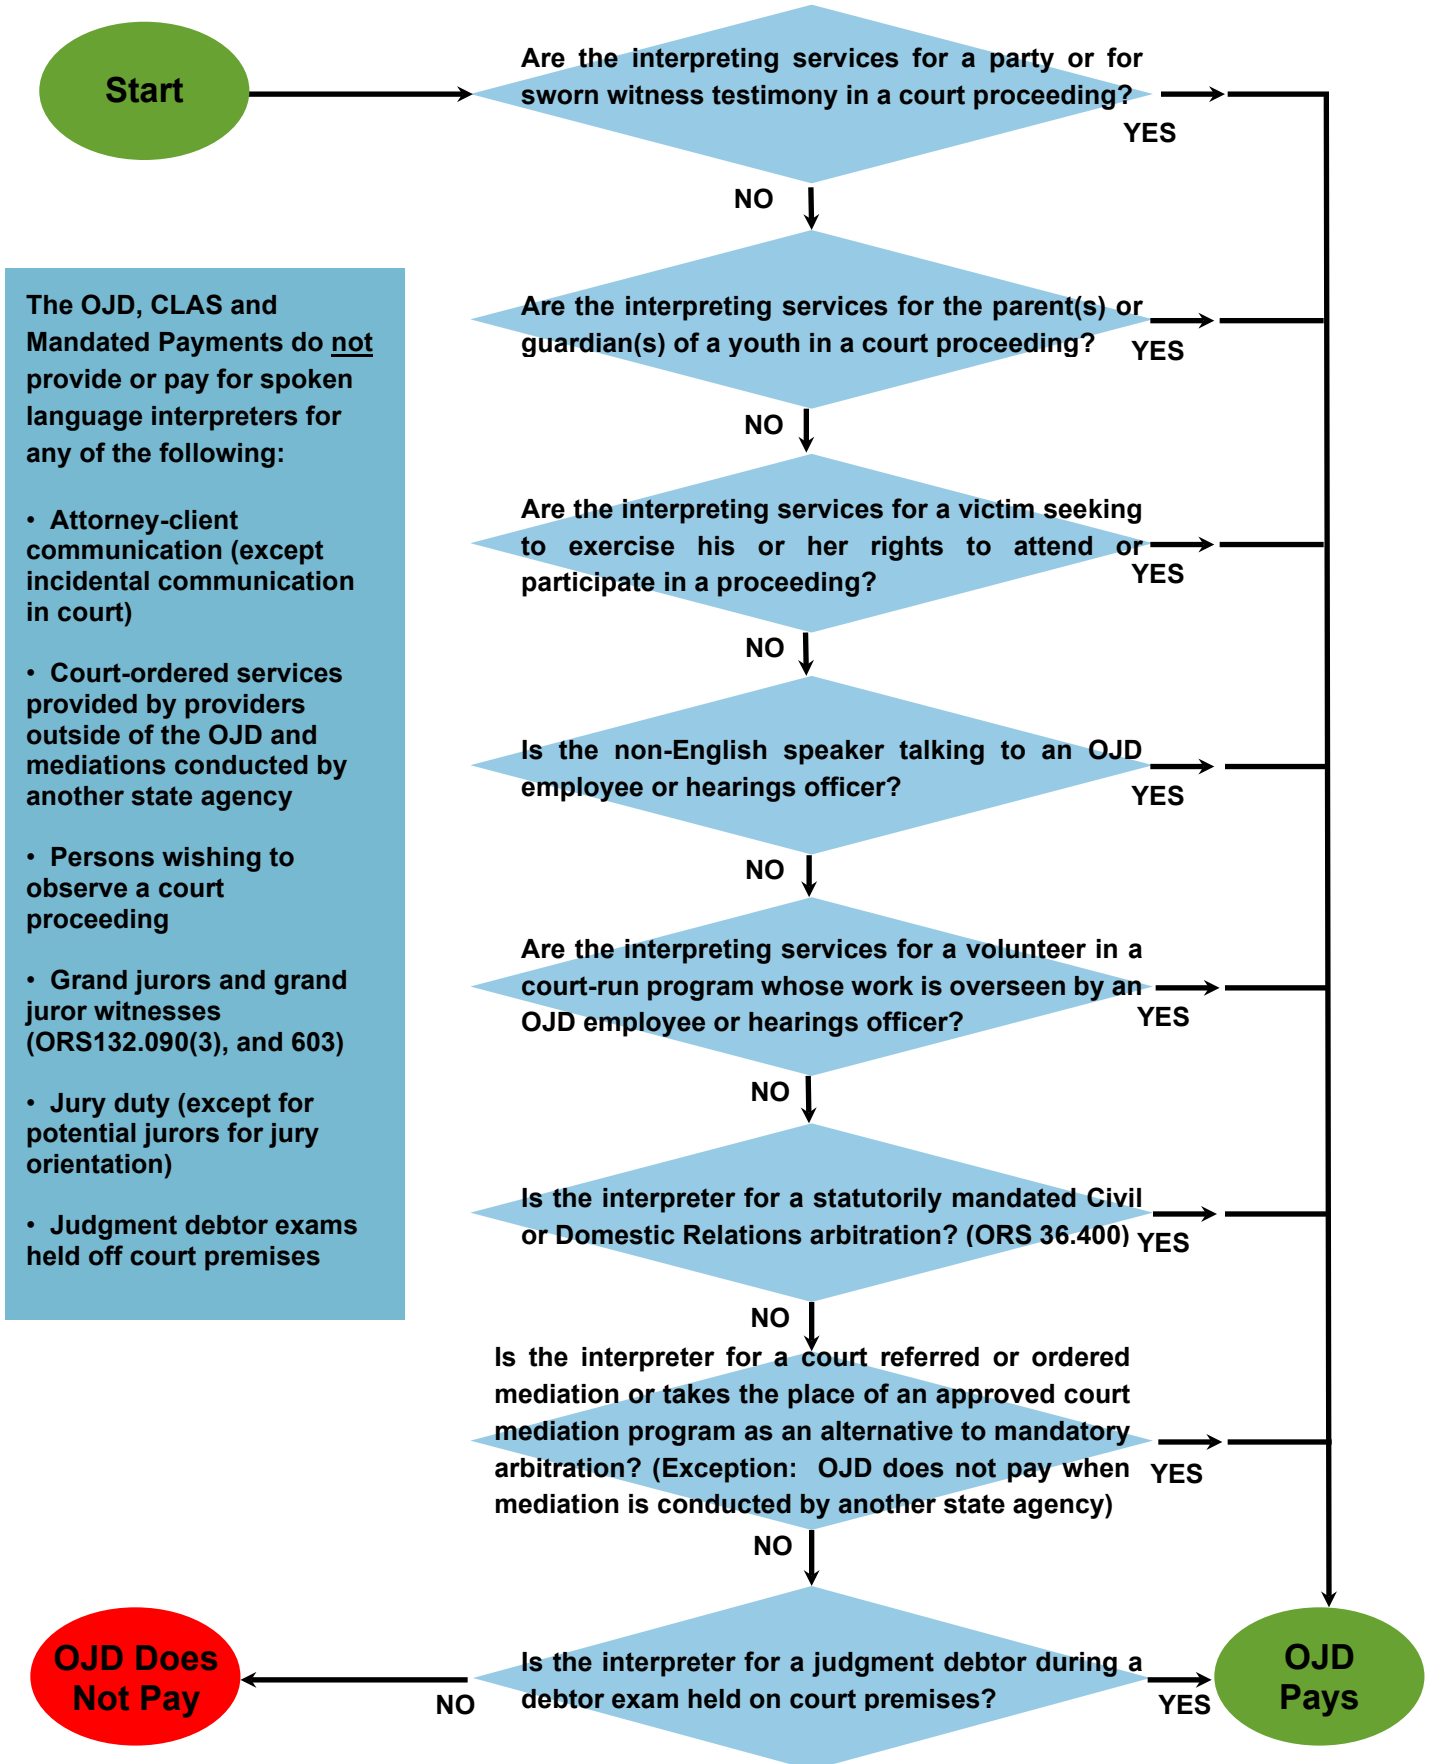 Start
Are the interpreting services for a party or for
sworn witness testimony in a court proceeding?
YES
NO
Are the interpreting services for the parent(s) or
guardian(s) of a youth in a court proceeding?
YES
NO
Are the interpreting services for a victim seeking
to exercise his or her rights to attend or
participate in a proceeding?
YES
NO
Is the non-English speaker talking to an OJD
employee or hearings officer?
YES
NO
Are the interpreting services for a volunteer in a
court-run program whose work is overseen by an
OJD employee or hearings officer?
YES
NO
Is the interpreter for a statutorily mandated Civil
or Domestic Relations arbitration? (ORS 36.400)
YES
NO
Is the interpreter for a court referred or ordered
mediation or takes the place of an approved court
mediation program as an alternative to mandatory
arbitration? (Exception: OJD does not pay when
mediation is conducted by another state agency)
YES
NO
Is the interpreter for a judgment debtor during a
debtor exam held on court premises?
YES
NO
OJD Does
Not Pay
OJD
Pays
The OJD, CLAS and
Mandated Payments do not
provide or pay for spoken
language interpreters for
any of the following:
• Attorney-client
communication (except
incidental communication
in court)
• Court-ordered services
provided by providers
outside of the OJD and
mediations conducted by
another state agency
• Persons wishing to
observe a court
proceeding
• Grand jurors and grand
juror witnesses
(ORS132.090(3), and 603)
• Jury duty (except for
potential jurors for jury
orientation)
• Judgment debtor exams
held off court premises